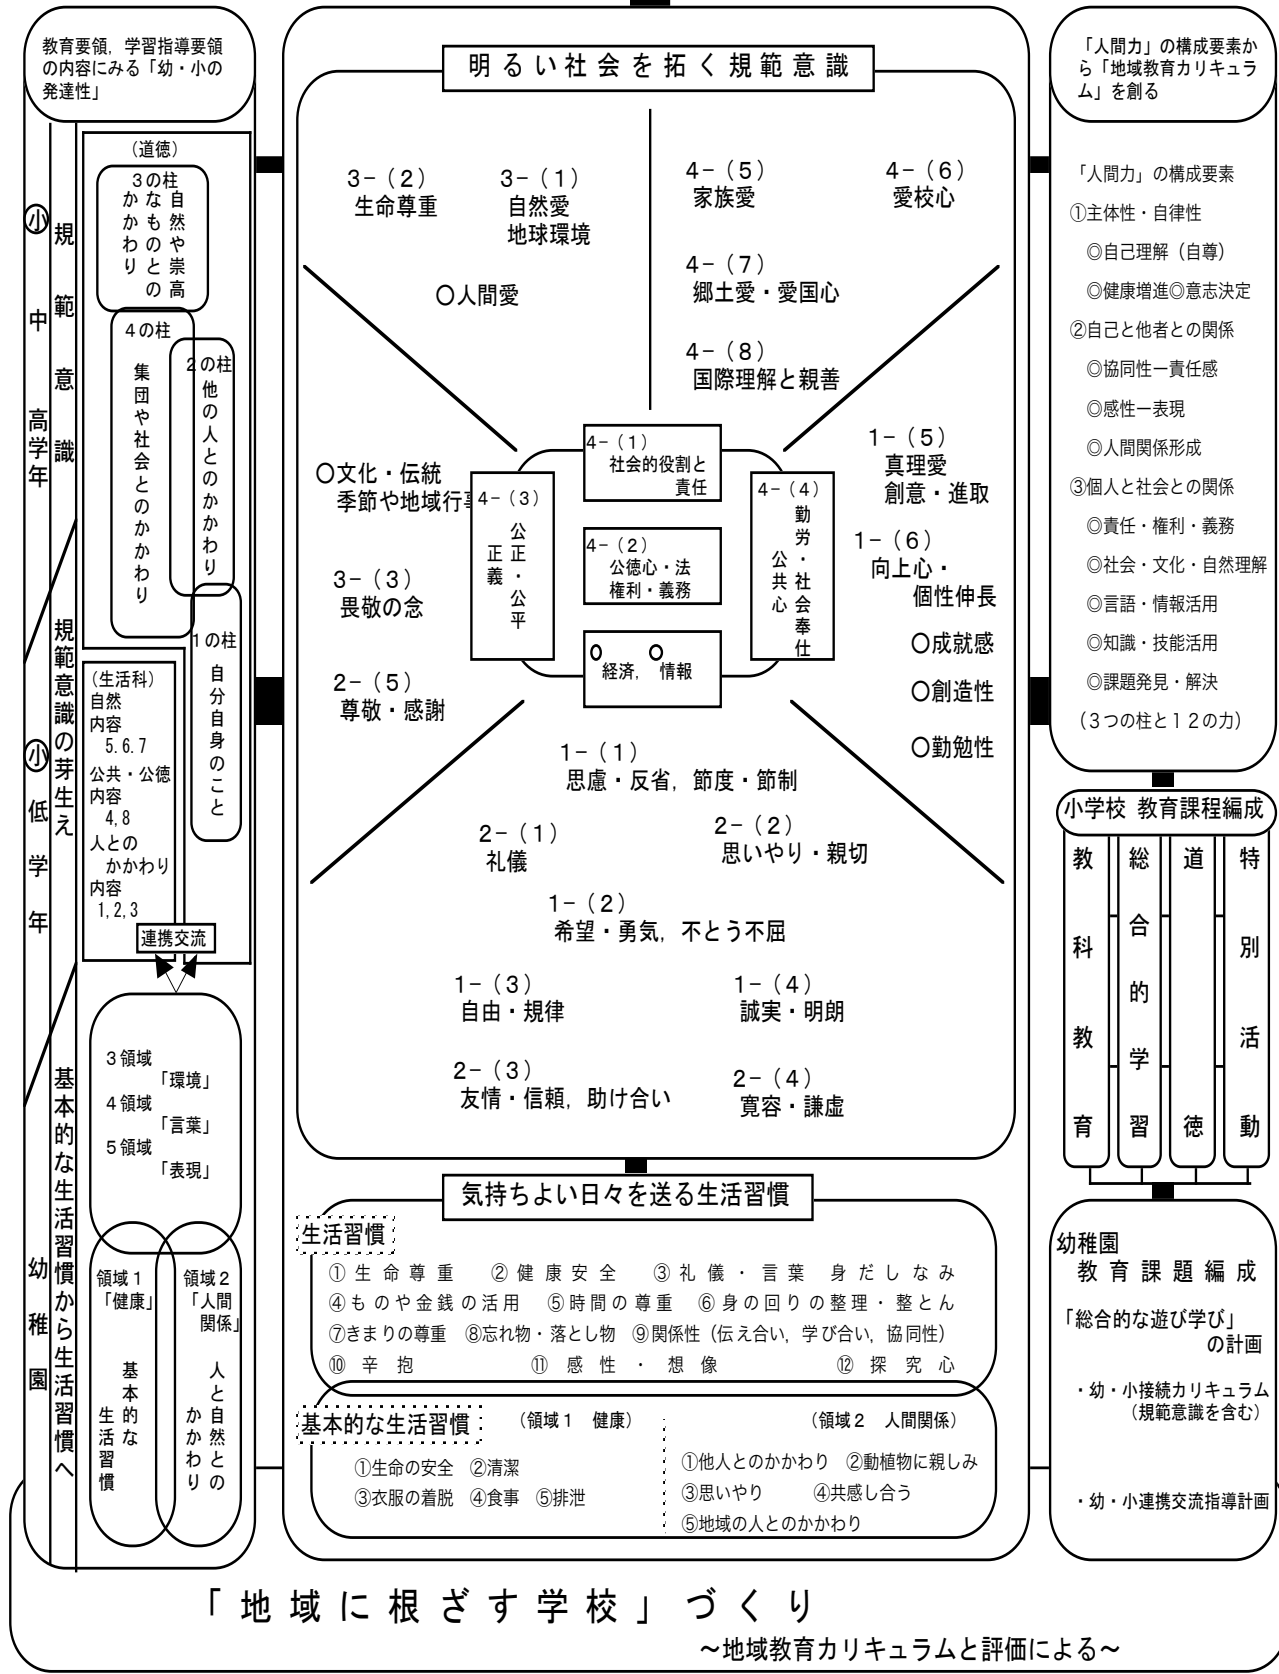 教育要領，学習指導要領
の内容にみる「幼・小の
発達性」
小 中 高学年
規範意識
小 低学年
規範意識の芽生え
幼稚園
基本的な生活習慣から生活習慣へ
（道徳）
3の柱
自然や崇高
なものとの
かかわり
4の柱
集団や社会とのかかわり
2の柱
他の人とのかかわり
1の柱
自分自身のこと
（生活科）
自然
内容
5.6.7
公共・公徳
内容
4,8
人との
かかわり
内容
1,2,3
連携交流
3領域
「環境」
4領域
「言葉」
5領域
「表現」
領域1
「健康」
基本的な
生活習慣
領域2
「人間
関係」
人と自然との
かかわり
明るい社会を拓く規範意識
3－（2）
生命尊重
3－（1）
自然愛
地球環境
〇人間愛
4－（5）
家族愛
4－（6）
愛校心
4－（7）
郷土愛・愛国心
4－（8）
国際理解と親善
〇文化・伝統
季節や地域行事
3－（3）
畏敬の念
2－（5）
尊敬・感謝
4－（3）
公正・公平
正義
4－（1）
社会的役割と
責任
4－（2）
公徳心・法
権利・義務
〇 〇
経済， 情報
4－（4）
勤労・社会奉仕
公共心
1－（5）
真理愛
創意・進取
1－（6）
向上心・
個性伸長
〇成就感
〇創造性
〇勤勉性
1－（1）
思慮・反省，節度・節制
2－（1）
礼儀
2－（2）
思いやり・親切
1－（2）
希望・勇気，不とう不屈
1－（3）
自由・規律
1－（4）
誠実・明朗
2－（3）
友情・信頼，助け合い
2－（4）
寛容・謙虚
気持ちよい日々を送る生活習慣
生活習慣
①生命尊重 ②健康安全 ③礼儀・言葉 身だしなみ
④ものや金銭の活用 ⑤時間の尊重 ⑥身の回りの整理・整とん
⑦きまりの尊重 ⑧忘れ物・落とし物 ⑨関係性（伝え合い，学び合い，協同性）
⑩辛抱 ⑪感性・想像 ⑫探究心
基本的な生活習慣 （領域1 健康） （領域2 人間関係）
①生命の安全 ②清潔
③衣服の着脱 ④食事 ⑤排泄
①他人とのかかわり ②動植物に親しみ
③思いやり ④共感し合う
⑤地域の人とのかかわり
「人間力」の構成要素か
ら「地域教育カリキュラ
ム」を創る
「人間力」の構成要素
①主体性・自律性
◎自己理解（自尊）
◎健康増進◎意志決定
②自己と他者との関係
◎協同性ー責任感
◎感性ー表現
◎人間関係形成
③個人と社会との関係
◎責任・権利・義務
◎社会・文化・自然理解
◎言語・情報活用
◎知識・技能活用
◎課題発見・解決
（3つの柱と12の力）
小学校 教育課程編成
教科教育
総合的学習
道徳
特別活動
幼稚園
教育課題編成
「総合的な遊び学び」
の計画
・幼・小接続カリキュラム
（規範意識を含む）
・幼・小連携交流指導計画
「地域に根ざす学校」づくり
～地域教育カリキュラムと評価による～